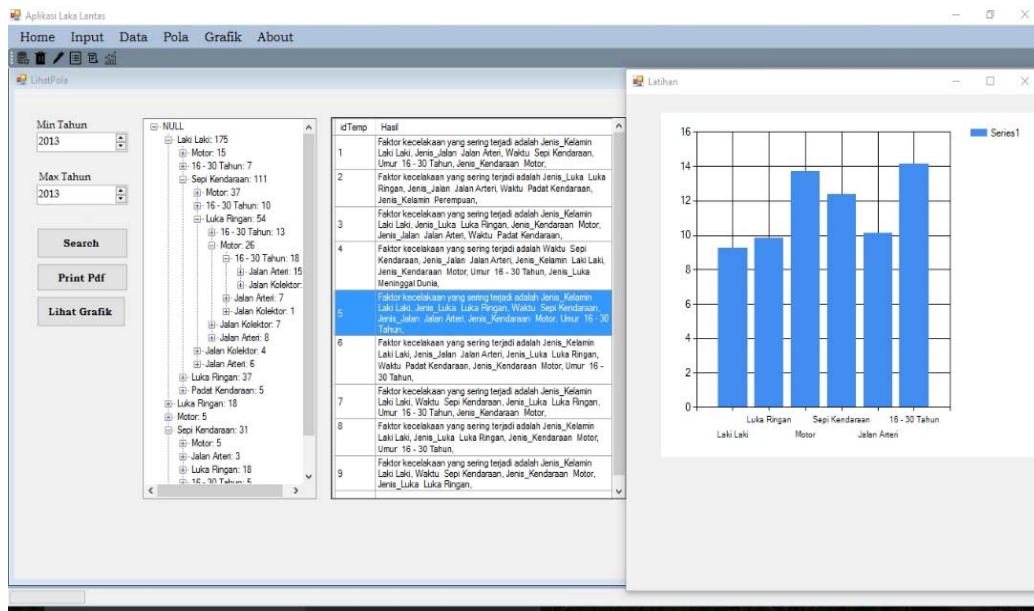 Aplikasi Laka Lantas
Home Input Data Pola Grafik About
LihatPola
Min Tahun
2013
Max Tahun
2013
Search
Print Pdf
Lihat Grafik
NULL
Laki Laki: 175
Motor: 15
16 - 30 Tahun: 7
Sepi Kendaraan: 111
Motor: 37
16 - 30 Tahun: 10
Luka Ringan: 54
16 - 30 Tahun: 13
Motor: 26
16 - 30 Tahun: 18
Jalan Arteri: 15
Jalan Kolektor:
Jalan Arteri: 7
Jalan Kolektor: 1
Jalan Kolektor: 7
Jalan Arteri: 8
Jalan Kolektor: 4
Jalan Arteri: 6
Luka Ringan: 37
Padat Kendaraan: 5
Luka Ringan: 18
Motor: 5
Sepi Kendaraan: 31
Motor: 5
Jalan Arteri: 3
Luka Ringan: 18
16 - 30 Tahun: 5
idTemp Hasil
1
Faktor kecelakaan yang sering terjadi adalah Jenis_Kelamin
Laki Laki, Jenis_Jalan Jalan Arteri, Waktu Sepi Kendaraan,
Umur 16 - 30 Tahun, Jenis_Kendaraan Motor,
2
Faktor kecelakaan yang sering terjadi adalah Jenis_Luka Luka
Ringan, Jenis_Jalan Jalan Arteri, Waktu Padat Kendaraan,
Jenis_Kelamin Perempuan,
3
Faktor kecelakaan yang sering terjadi adalah Jenis_Kelamin
Laki Laki, Jenis_Luka Luka Ringan, Jenis_Kendaraan Motor,
Jenis_Jalan Jalan Arteri, Waktu Padat Kendaraan,
4
Faktor kecelakaan yang sering terjadi adalah Waktu Sepi
Kendaraan, Jenis_Jalan Jalan Arteri, Jenis_Kelamin Laki Laki,
Jenis_Kendaraan Motor, Umur 16 - 30 Tahun, Jenis_Luka
Meninggal Dunia,
5
Faktor kecelakaan yang sering terjadi adalah Jenis_Kelamin
Laki Laki, Jenis_Luka Luka Ringan, Waktu Sepi Kendaraan,
Jenis_Jalan Jalan Arteri, Jenis_Kendaraan Motor, Umur 16 - 30
Tahun,
6
Faktor kecelakaan yang sering terjadi adalah Jenis_Kelamin
Laki Laki, Jenis_Jalan Jalan Arteri, Jenis_Luka Luka Ringan,
Waktu Padat Kendaraan, Jenis_Kendaraan Motor, Umur 16 -
30 Tahun,
7
Faktor kecelakaan yang sering terjadi adalah Jenis_Kelamin
Laki Laki, Waktu Sepi Kendaraan, Jenis_Luka Luka Ringan,
Umur 16 - 30 Tahun, Jenis_Kendaraan Motor,
8
Faktor kecelakaan yang sering terjadi adalah Jenis_Kelamin
Laki Laki, Jenis_Luka Luka Ringan, Jenis_Kendaraan Motor,
Umur 16 - 30 Tahun,
9
Faktor kecelakaan yang sering terjadi adalah Jenis_Kelamin
Laki Laki, Waktu Sepi Kendaraan, Jenis_Kendaraan Motor,
Jenis_Luka Luka Ringan,
Latihan
Series1
16
14
12
10
8
6
4
2
0
Luka Ringan Sepi Kendaraan 16 - 30 Tahun
Laki Laki Motor Jalan Arteri